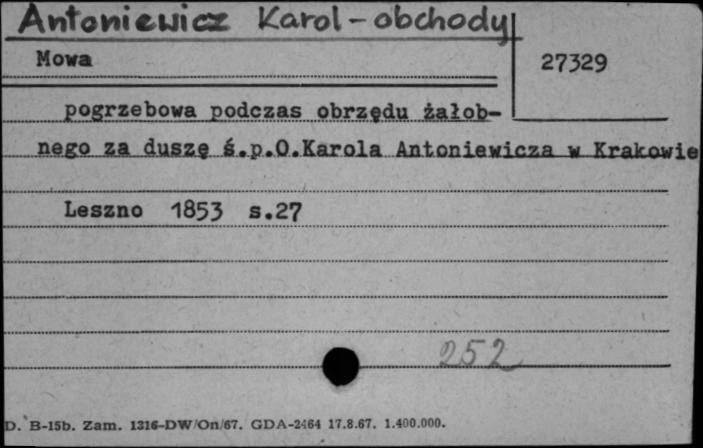 Antoniewicz Karol - obchody
Mowa
27329
pogrzebowa podczas obrzędu żałob-
nego za duszę ś.p.O.Karola Antoniewicza w Krakowie
Leszno 1853 s.27
252
D. B-15b. Zam. 1316-DW/On/67. GDA-2464 17.8.67. 1.400.000.